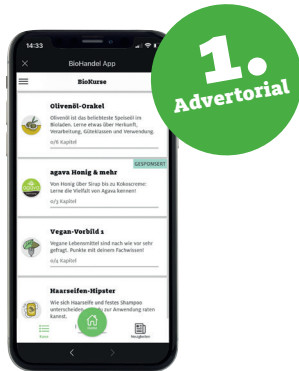 14:33
BioHandel App
BioKurse
Olivenöl-Orakel
Olivenöl ist das beliebteste Speiseöl im
Bioladen. Lerne etwas über Herkunft,
Verarbeitung, Güteklassen und Verwendung.
0/6 Kapitel
GESPONSERT
agava Honig & mehr
Von Honig über Sirup bis zu Kokoscreme:
Lerne die Vielfalt von Agava kennen!
0/3 Kapitel
Vegan-Vorbild 1
Vegane Lebensmittel sind nach wie vor sehr
gefragt. Punkte mit deinem Fachwissen!
0/4 Kapitel
Haarseifen-Hipster
Wie sich Haarseife und festes Shampoo
unterscheiden
zur Anwendung raten
kannst.
Neuigkeiten
1.
Advertorial